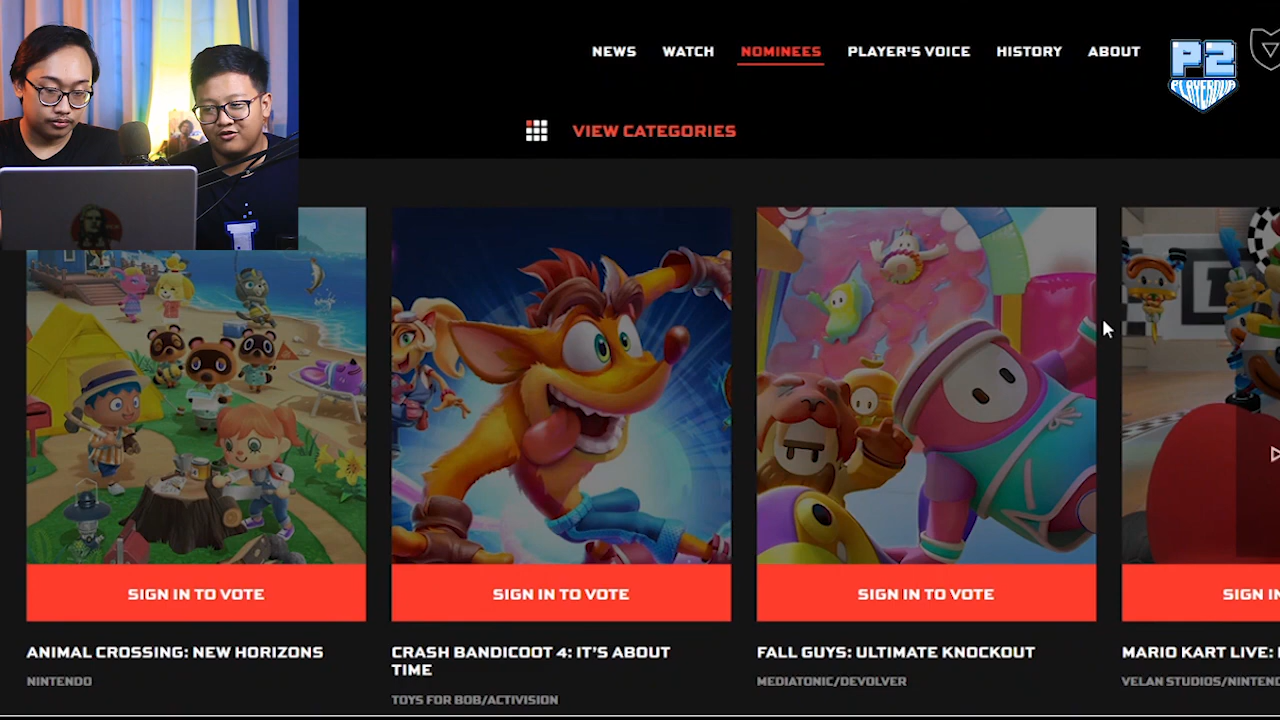 NEWS WATCH NOMINEES PLAYER'S VOICE HISTORY ABOUT
P2
VIEW CATEGORIES
SIGN IN TO VOTE SIGN IN TO VOTE SIGN IN TO VOTE SIGN
ANIMAL CROSSING: NEW HORIZONS
NINTENDO
CRASH BANDICOOT 4: IT'S ABOUT
TIME
TOYS FOR BOB/ACTIVISION
FALL GUYS: ULTIMATE KNOCKOUT
MEDIATONIC/DEVOLVER
MARIO KART LIVE:
VELAN STUDIOS/NINTEND